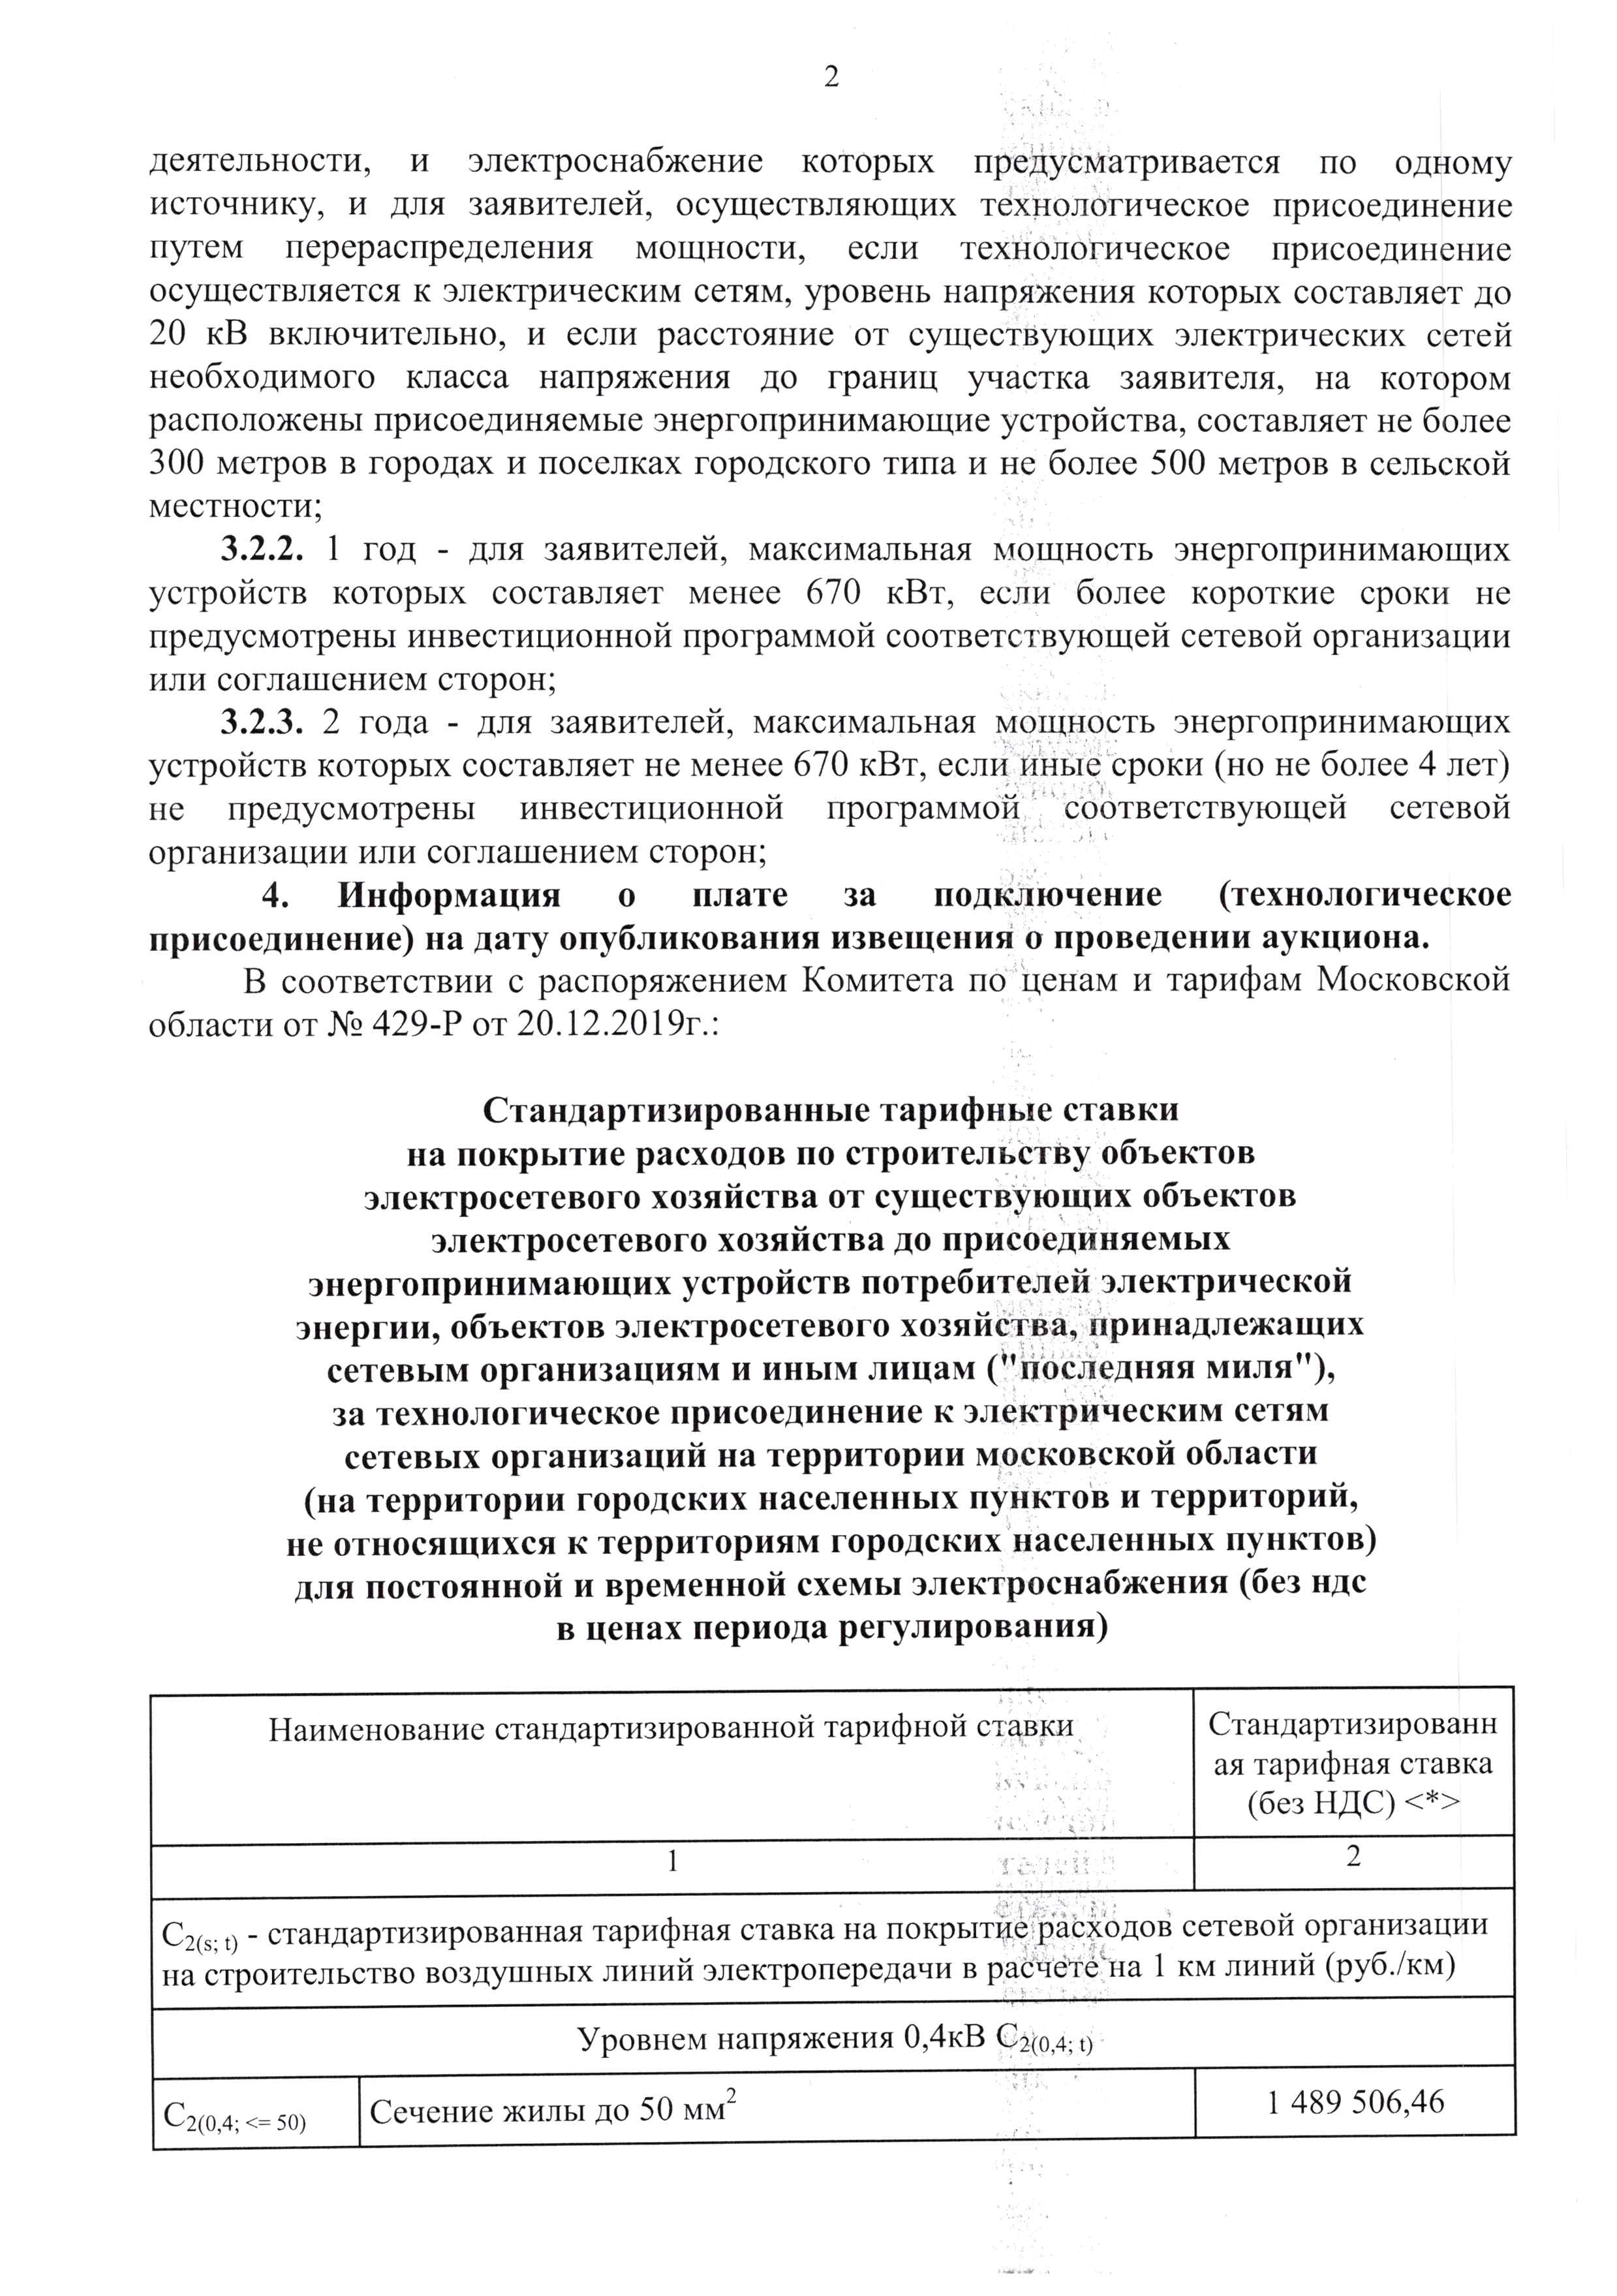 2
деятельности, и электроснабжение которых предусматривается по одному
источнику, и для заявителей, осуществляющих технологическое присоединение
путем перераспределения мощности, если технологическое присоединение
осуществляется к электрическим сетям, уровень напряжения которых составляет до
20 кВ включительно, и если расстояние от существующих электрических сетей
необходимого класса напряжения до границ участка заявителя, на котором
расположены присоединяемые энергопринимающие устройства, составляет не более
300 метров в городах и поселках городского типа и не более 500 метров в сельской
местности;
3.2.2. 1 год - для заявителей, максимальная мощность энергопринимающих
устройств которых составляет менее 670 кВт, если более короткие сроки не
предусмотрены инвестиционной программой соответствующей сетевой организации
или соглашением сторон;
3.2.3. 2 года - для заявителей, максимальная мощность энергопринимающих
устройств которых составляет не менее 670 кВт, если иные сроки (но не более 4 лет)
не предусмотрены инвестиционной программой соответствующей сетевой
организации или соглашением сторон;
4. Информация о плате за подключение (технологическое
присоединение) на дату опубликования извещения о проведении аукциона.
В соответствии с распоряжением Комитета по ценам и тарифам Московской
области от № 429-Р от 20.12.2019г.:
Стандартизированные тарифные ставки
на покрытие расходов по строительству объектов
электросетевого хозяйства от существующих объектов
электросетевого хозяйства до присоединяемых
энергопринимающих устройств потребителей электрической
энергии, объектов электросетевого хозяйства, принадлежащих
сетевым организациям и иным лицам ("последняя миля"),
за технологическое присоединение к электрическим сетям
сетевых организаций на территории московской области
(на территории городских населенных пунктов и территорий,
не относящихся к территориям городских населенных пунктов)
для постоянной и временной схемы электроснабжения (без ндс
в ценах периода регулирования)
Наименование стандартизированной тарифной ставки
Стандартизированн
ая тарифная ставка
(без НДС) <*>
1
2
C2(s; t) - стандартизированная тарифная ставка на покрытие расходов сетевой организации
на строительство воздушных линий электропередачи в расчете на 1 км линий (руб./км)
Уровнем напряжения 0,4кВ C2(0,4; t)
C2(0,4; <= 50)
Сечение жилы до 50 мм2
1 489 506,46